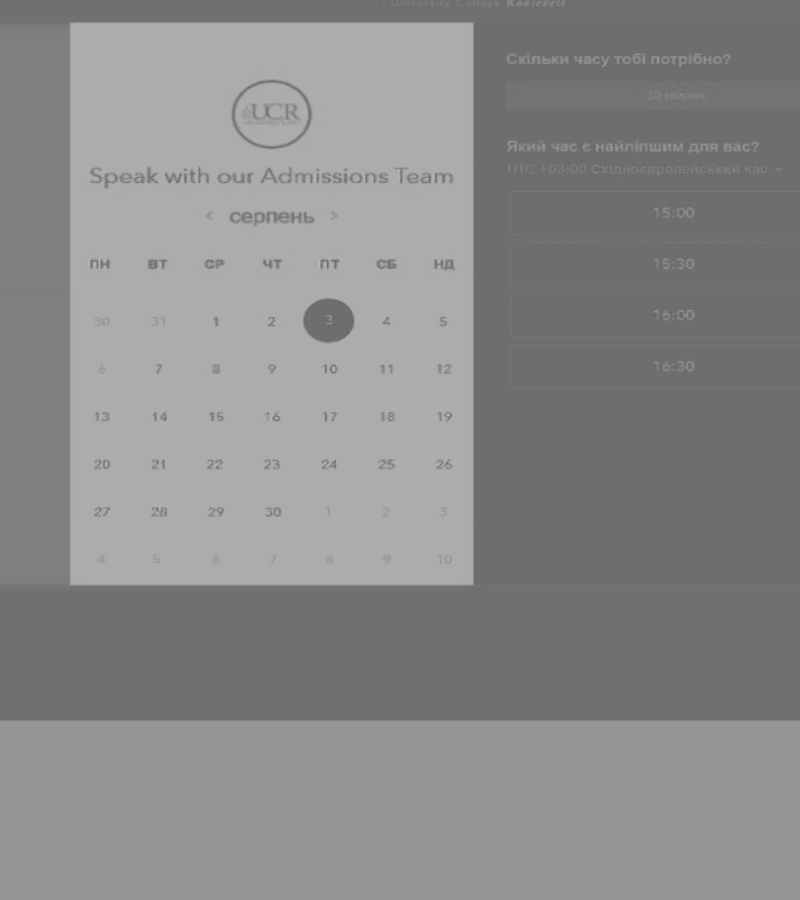 University College Roosevelt
UCR
Speak with our Admissions Team
< серпень >
ПН ВТ СР ЧТ ПТ СБ НД
30 31 1 2 3 4 5
6 7 8 9 10 11 12
13 14 15 16 17 18 19
20 21 22 23 24 25 26
27 28 29 30 1 2 3
4 5 6 7 8 9 10
Скільки часу тобі потрібно?
30 хвилин
Який час є найліпшим для вас?
UTC +03:00 Східноєвропейський час
15:00
15:30
16:00
16:30